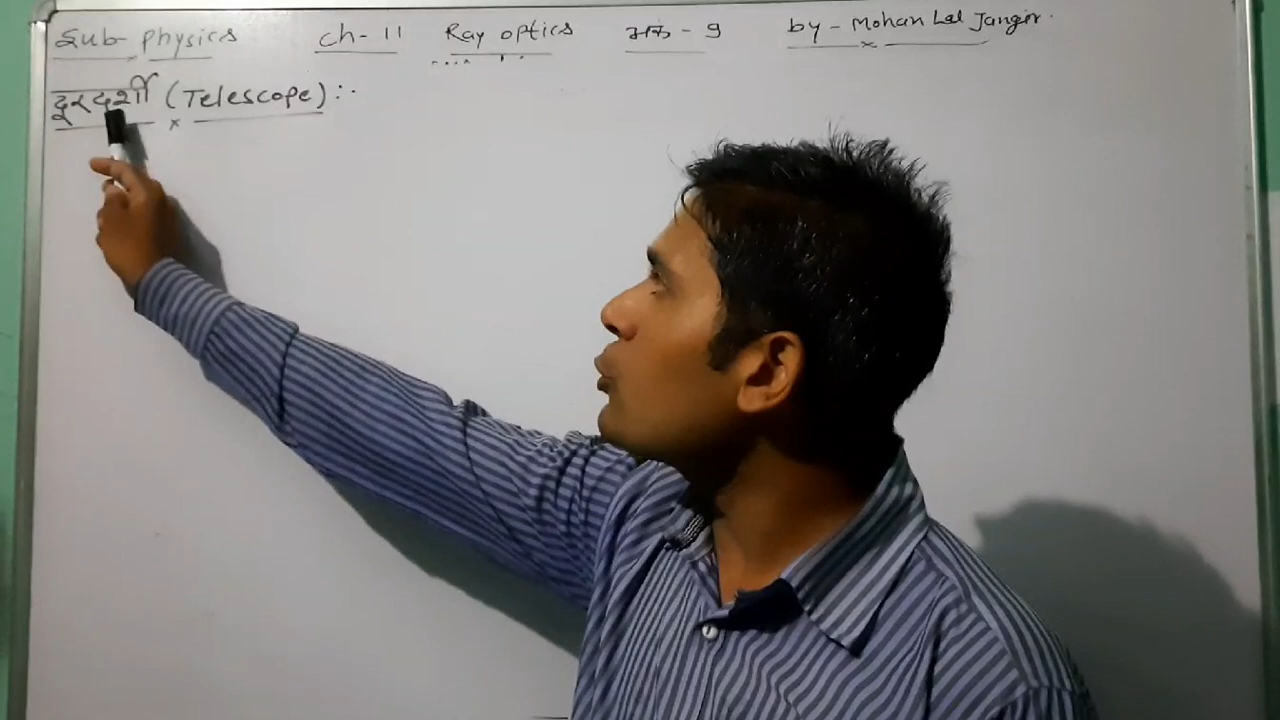 Sub- Physics ch- 11 Ray optics अंक - 9 by - Mohan Lal Jangir.
दूरदर्शी (Telescope) :-